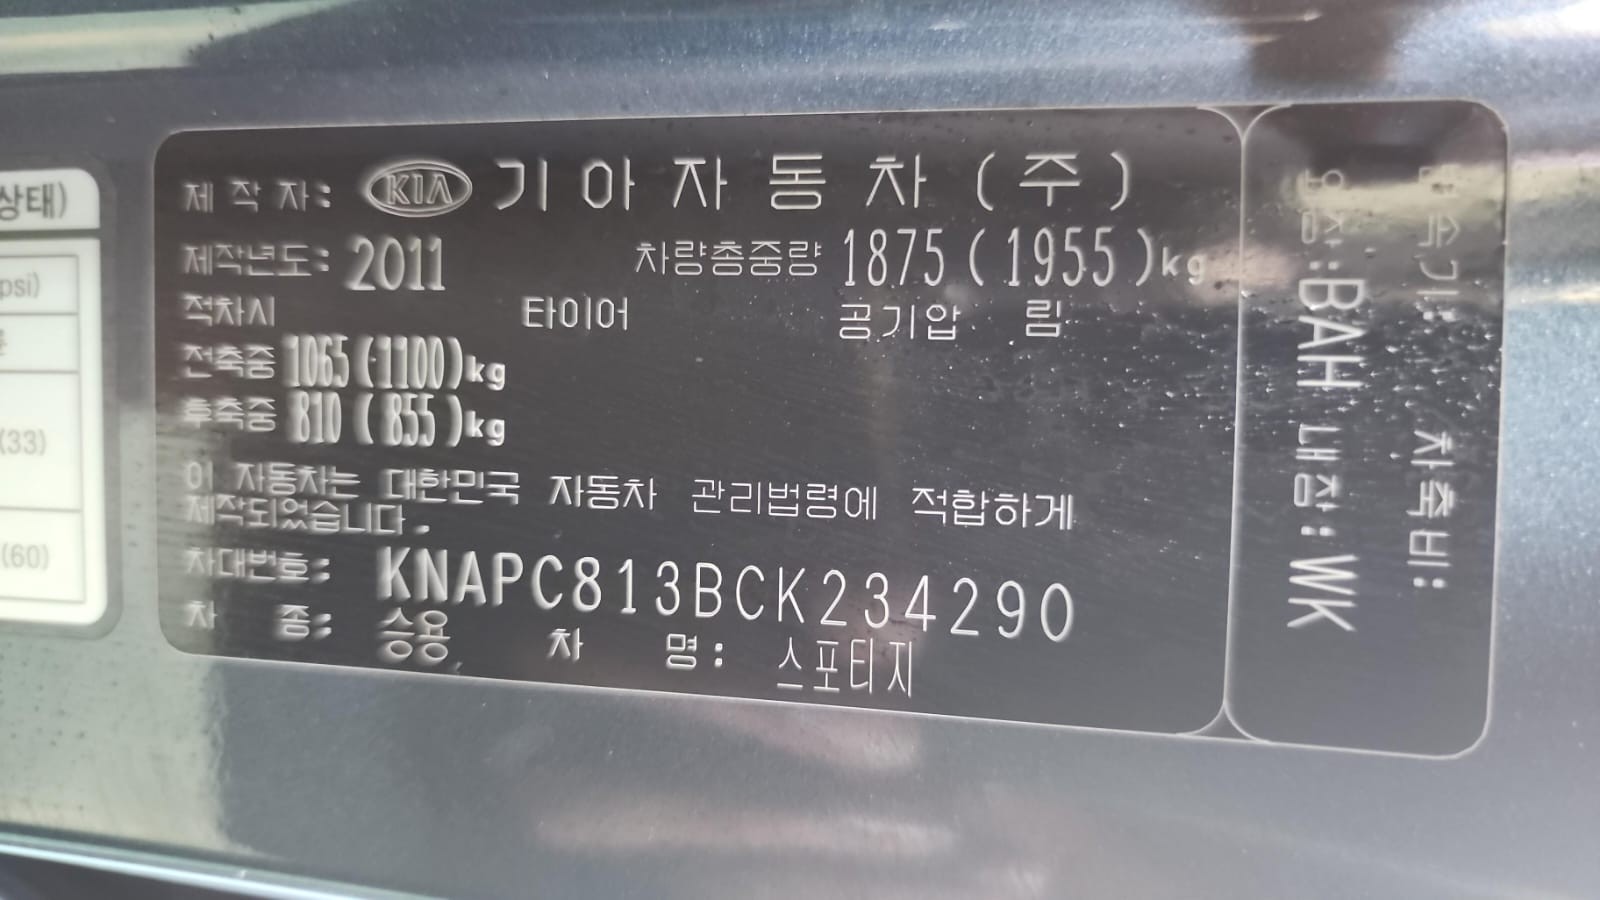 상태)
psi)
(33)
(60)
제 작 자: KIA 기 아 자 동 차 (주)
제작년도: 2011 차량총중량 1875 (1955)kg
적차시 타이어 공기압 림
전축중 1065 (1100)kg
후축중 810 (855)kg
이 자동차는 대한민국 자동차 관리법령에 적합하게
제작되었습니다.
차대번호: KNAPC813BCK234290
차 종: 승용 차 명: 스포티지
속기: 차축비:
외장:BAH 내장:WK